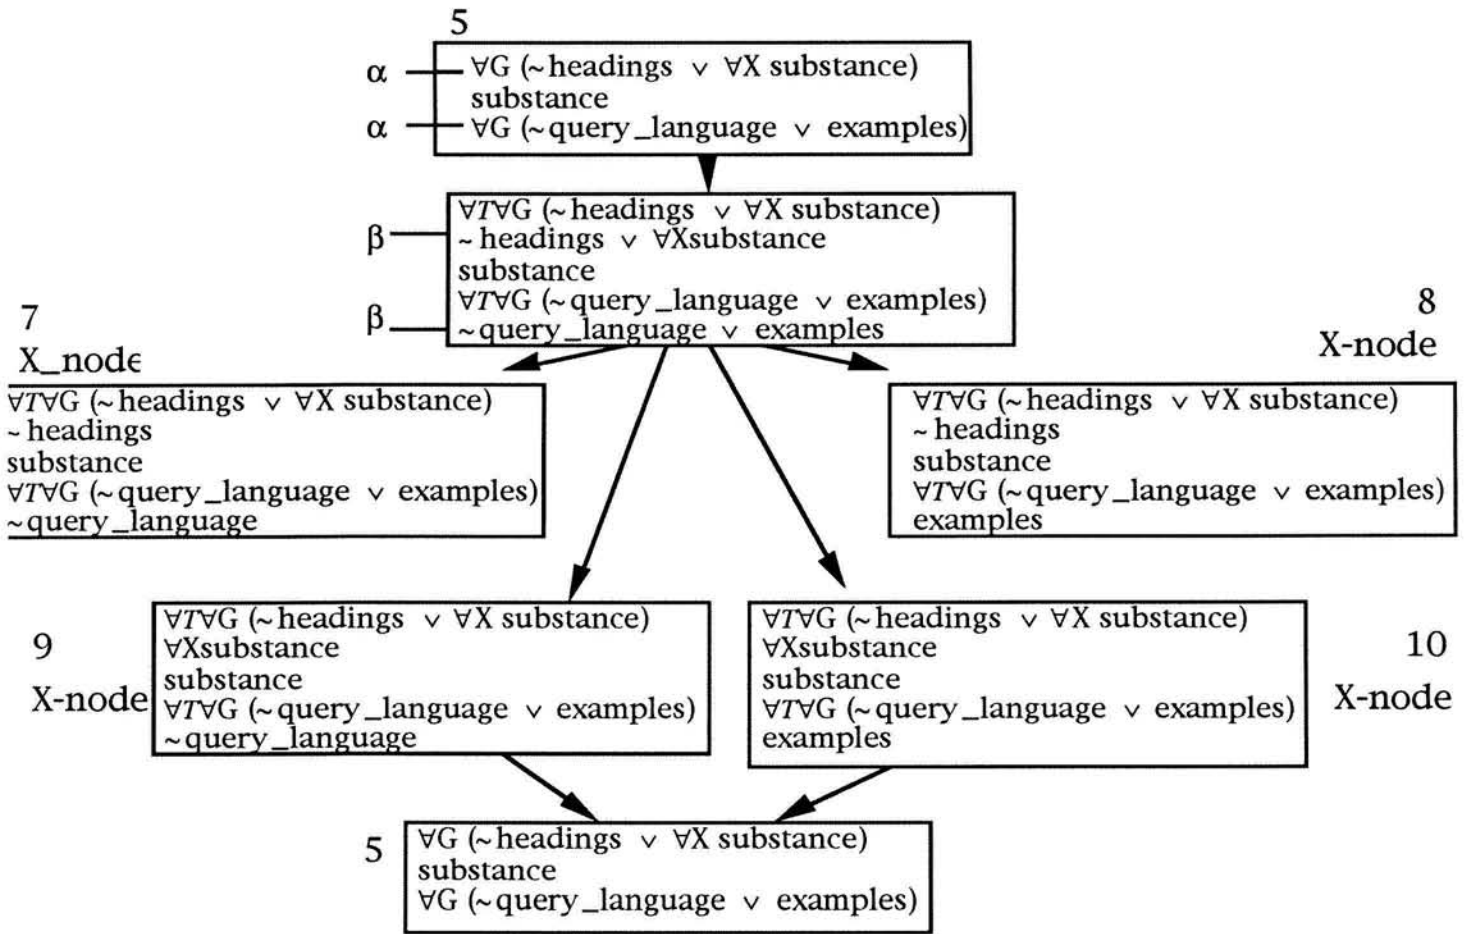 5
α
∀G (~headings ∨ ∀X substance)
substance
α
∀G (~query_language ∨ examples)
∀T∀G (~headings ∨ ∀X substance)
β
~headings ∨ ∀Xsubstance
substance
∀T∀G (~query_language ∨ examples)
β
~query_language ∨ examples
7
X_node
∀T∀G (~headings ∨ ∀X substance)
~headings
substance
∀T∀G (~query_language ∨ examples)
~query_language
8
X-node
∀T∀G (~headings ∨ ∀X substance)
~headings
substance
∀T∀G (~query_language ∨ examples)
examples
9
X-node
∀T∀G (~headings ∨ ∀X substance)
∀Xsubstance
substance
∀T∀G (~query_language ∨ examples)
~query_language
∀T∀G (~headings ∨ ∀X substance)
∀Xsubstance
substance
∀T∀G (~query_language ∨ examples)
examples
10
X-node
5
∀G (~headings ∨ ∀X substance)
substance
∀G (~query_language ∨ examples)